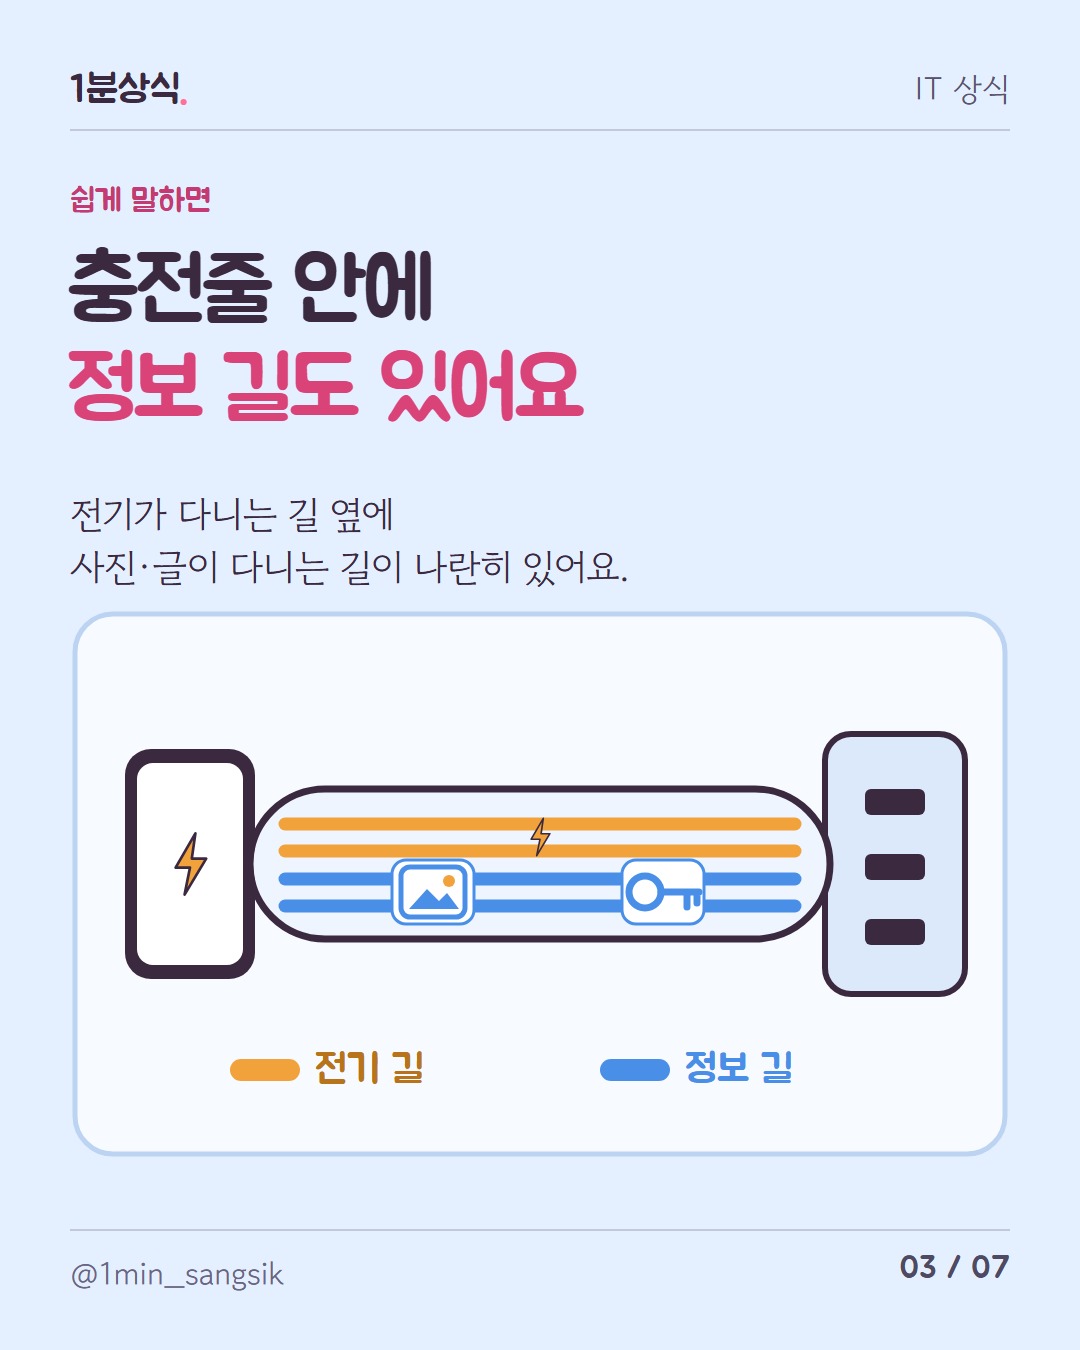 1분상식.
IT 상식
쉽게 말하면
충전줄 안에
정보 길도 있어요
전기가 다니는 길 옆에
사진·글이 다니는 길이 나란히 있어요.
전기 길
정보 길
@1min_sangsik
03 / 07